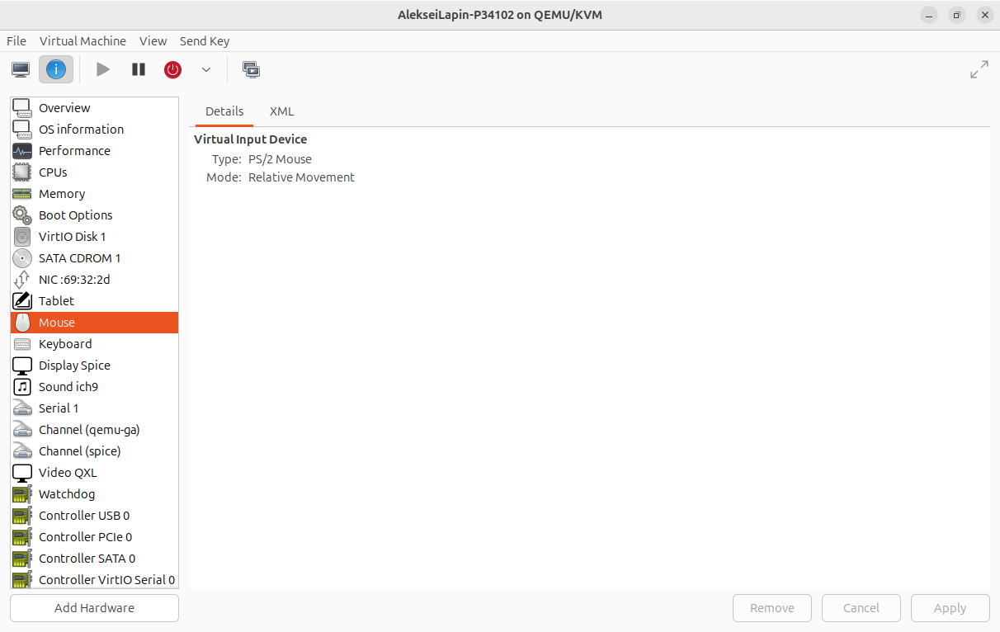 AlekseiLapin-P34102 on QEMU/KVM
File Virtual Machine View Send Key
Overview
OS information
Performance
CPUs
Memory
Boot Options
VirtIO Disk 1
SATA CDROM 1
NIC :69:32:2d
Tablet
Mouse
Keyboard
Display Spice
Sound ich9
Serial 1
Channel (qemu-ga)
Channel (spice)
Video QXL
Watchdog
Controller USB 0
Controller PCIe 0
Controller SATA 0
Controller VirtIO Serial 0
Add Hardware
Details XML
Virtual Input Device
Type: PS/2 Mouse
Mode: Relative Movement
Remove Cancel Apply